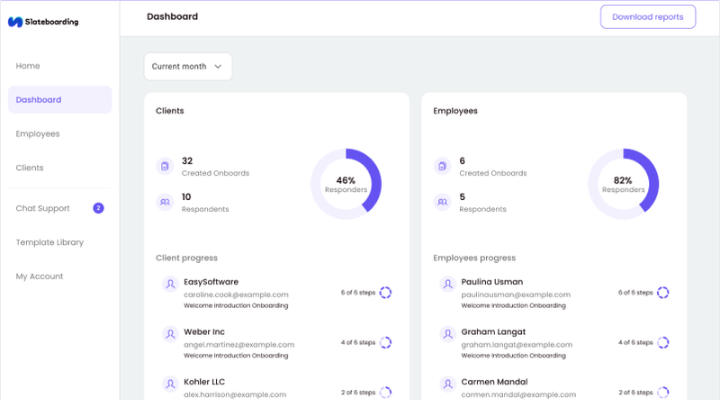 Slateboarding
Dashboard
Download reports
Home
Dashboard
Employees
Clients
Chat Support 2
Template Library
My Account
Current month
Clients
32
Created Onboards
10
Respondents
46%
Responders
Client progress
EasySoftware
caroline.cook@example.com
Welcome Introduction Onboarding
6 of 6 steps
Weber Inc
angel.martinez@example.com
Welcome Introduction Onboarding
4 of 6 steps
Kohler LLC
alex.harrison@example.com
2 of 6 steps
Employees
6
Created Onboards
5
Respondents
82%
Responders
Employees progress
Paulina Usman
paulinausman@example.com
Welcome Introduction Onboarding
6 of 6 steps
Graham Langat
graham.langat@example.com
Welcome Introduction Onboarding
4 of 6 steps
Carmen Mandal
carmen.mandal@example.com
2 of 6 steps